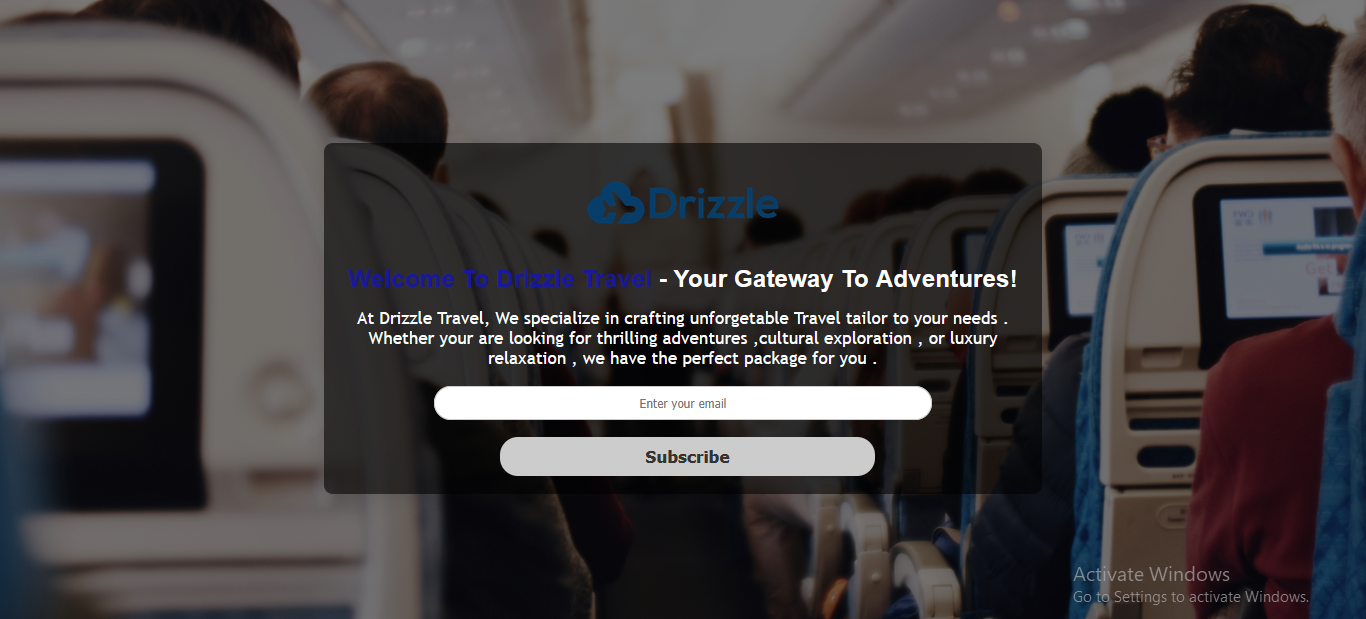 Drizzle
Welcome To Drizzle Travel - Your Gateway To Adventures!
At Drizzle Travel, We specialize in crafting unforgetable Travel tailor to your needs .
Whether your are looking for thrilling adventures ,cultural exploration , or luxury
relaxation , we have the perfect package for you .
Enter your email
Subscribe
Activate Windows
Go to Settings to activate Windows.